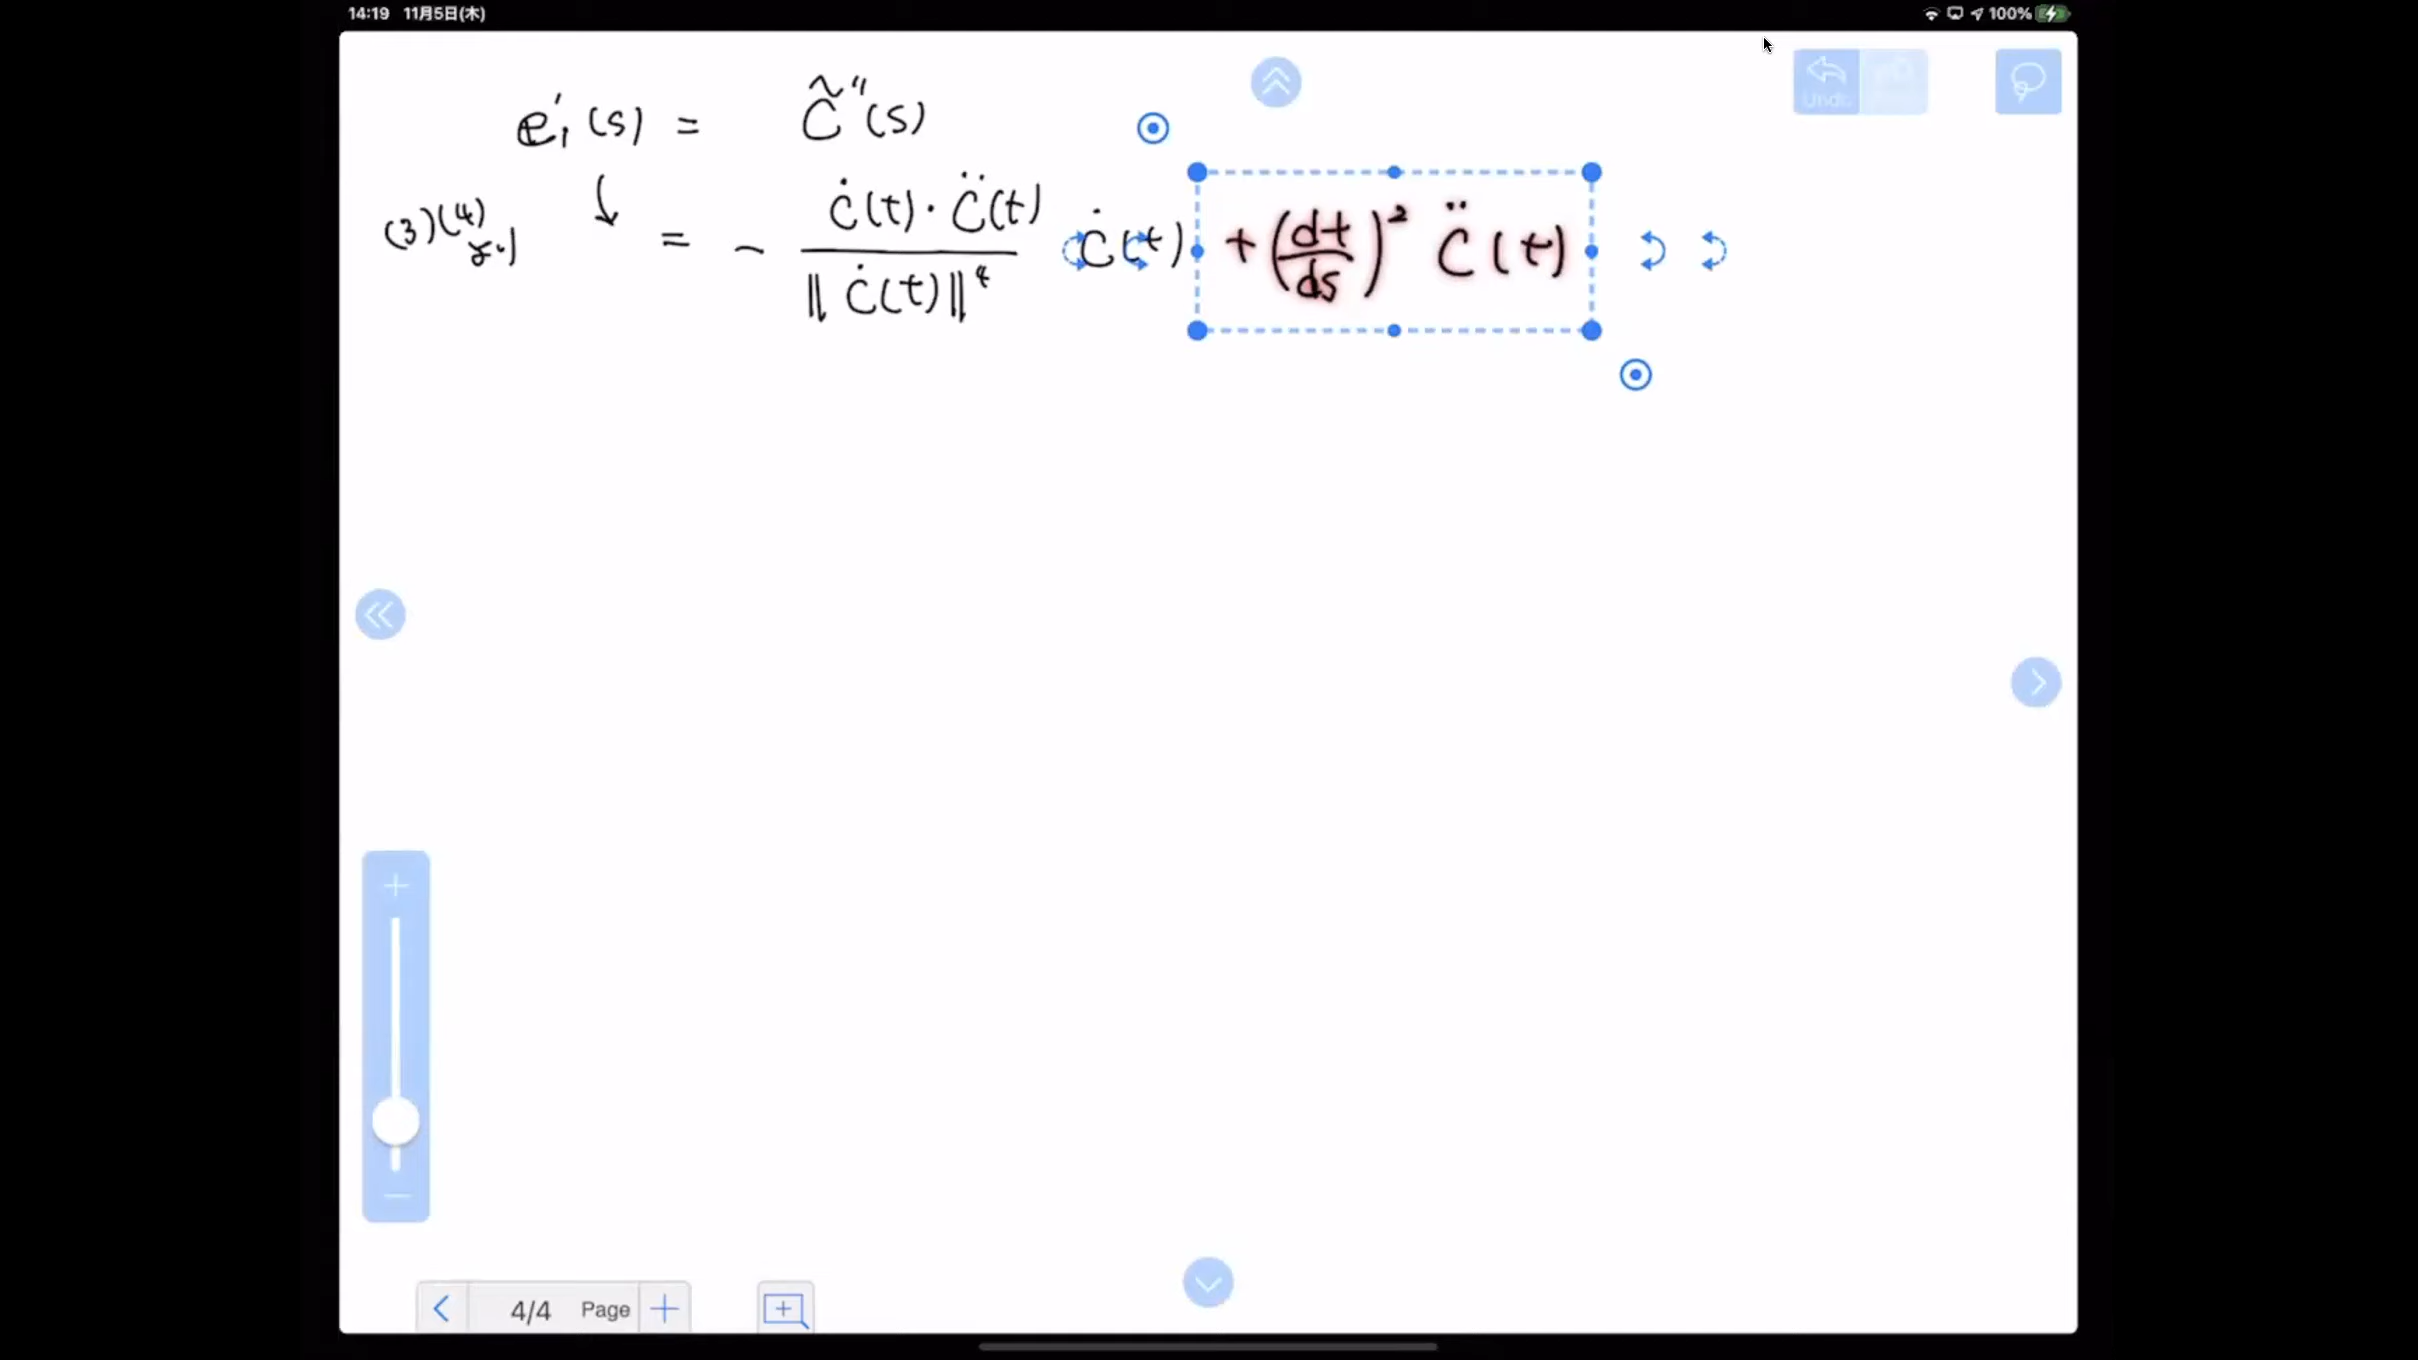 14:19 11月5日(木) 100%
Undo
e₁'(s) = C̃''(s)
(3)(4)より ↓ = - ċ(t)·c̈(t) / ‖ċ(t)‖⁴ ċ(t) + (dt/ds)² c̈(t)
4/4 Page